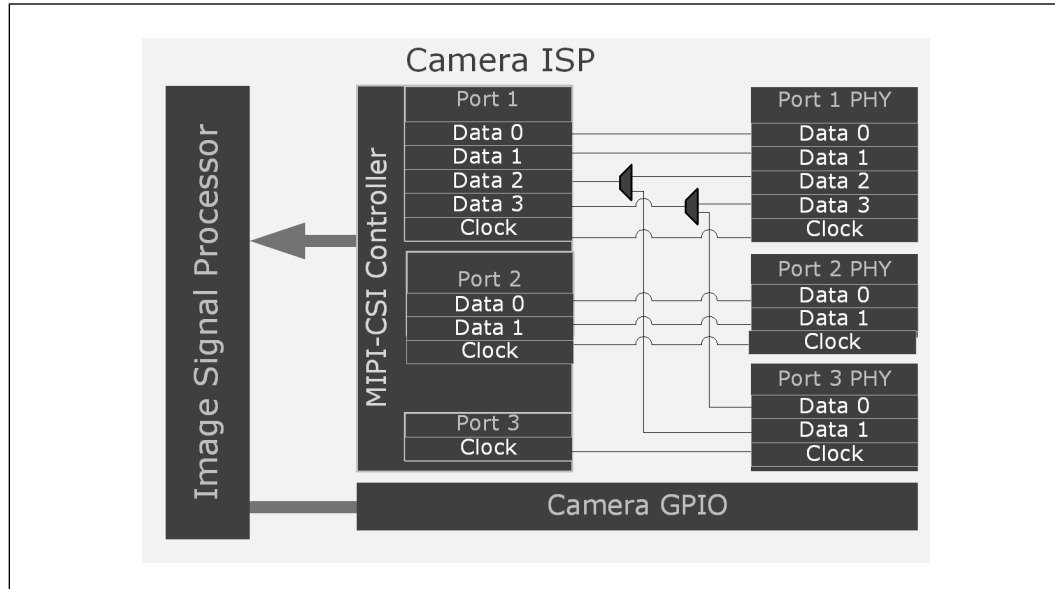 Camera ISP
Image Signal Processor
MIPI-CSI Controller
Port 1
Data 0
Data 1
Data 2
Data 3
Clock
Port 2
Data 0
Data 1
Clock
Port 3
Clock
Port 1 PHY
Data 0
Data 1
Data 2
Data 3
Clock
Port 2 PHY
Data 0
Data 1
Clock
Port 3 PHY
Data 0
Data 1
Clock
Camera GPIO